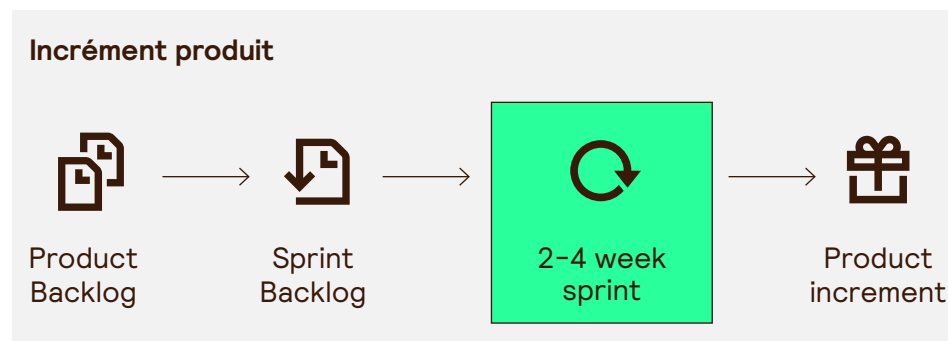 Incrément produit
Product
Backlog
Sprint
Backlog
2-4 week
sprint
Product
increment